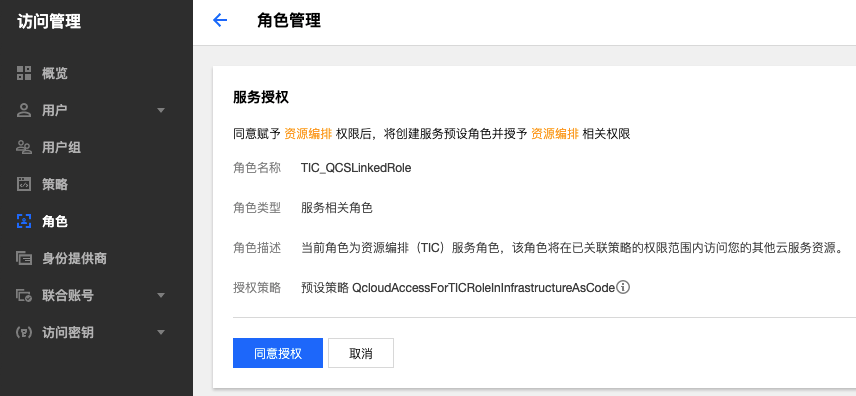 访问管理
角色管理
概览
用户
用户组
策略
角色
身份提供商
联合账号
访问密钥
服务授权
同意赋予 资源编排 权限后，将创建服务预设角色并授予 资源编排 相关权限
角色名称 TIC_QCSLinkedRole
角色类型 服务相关角色
角色描述 当前角色为资源编排（TIC）服务角色，该角色将在已关联策略的权限范围内访问您的其他云服务资源。
授权策略 预设策略 QcloudAccessForTICRoleInInfrastructureAsCode
同意授权 取消